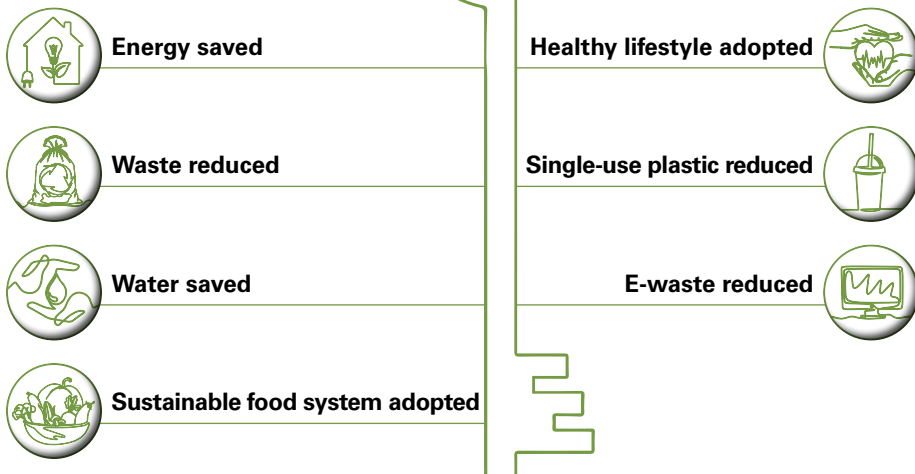 Energy saved
Waste reduced
Water saved
Sustainable food system adopted
Healthy lifestyle adopted
Single-use plastic reduced
E-waste reduced